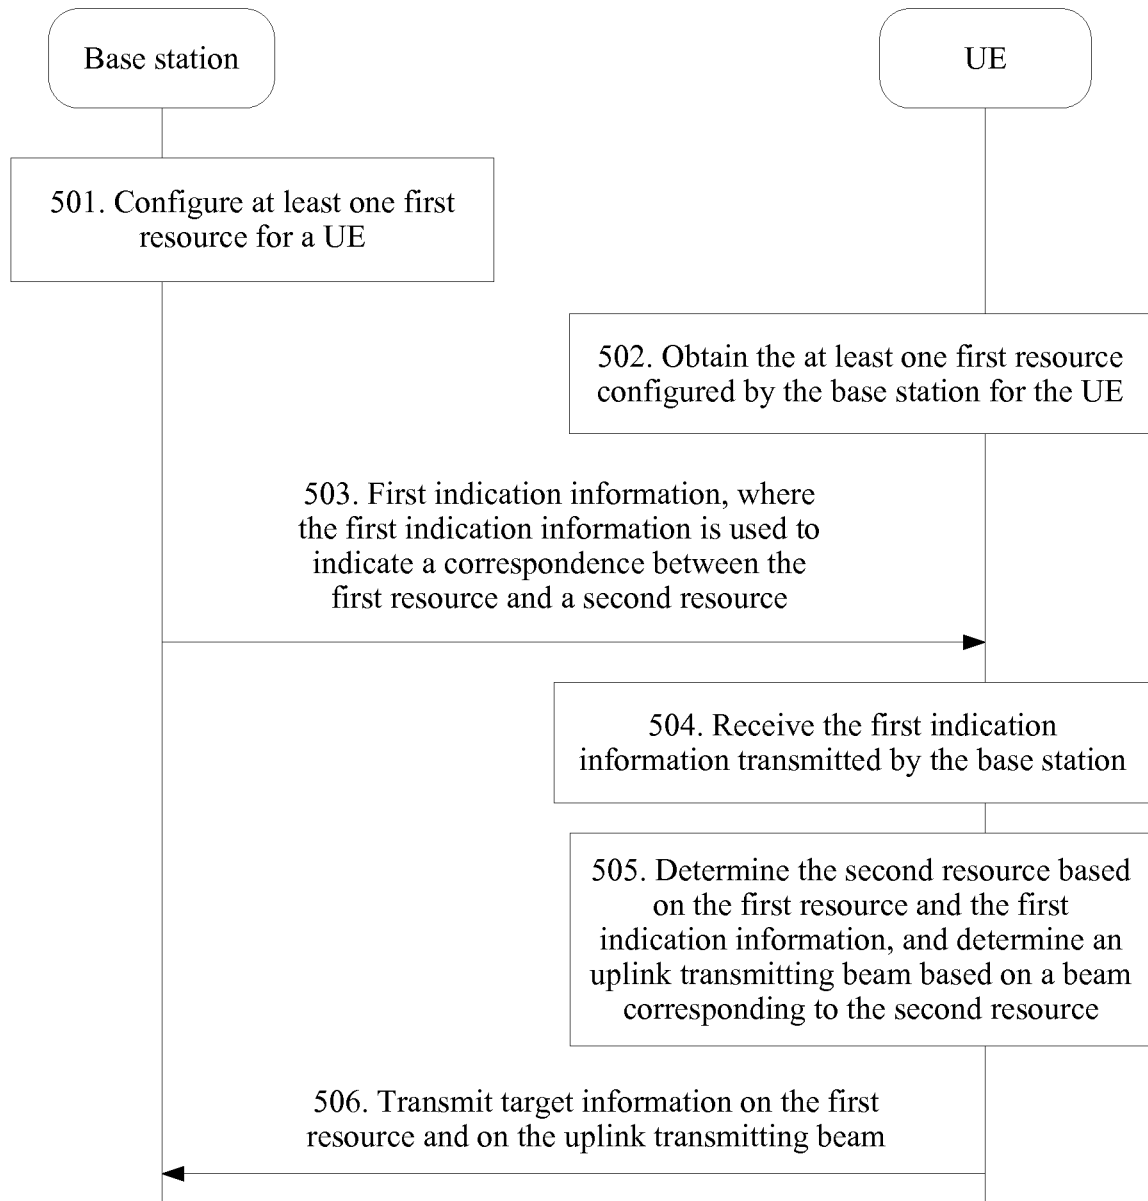 Base station
UE
501. Configure at least one first
resource for a UE
502. Obtain the at least one first resource
configured by the base station for the UE
503. First indication information, where
the first indication information is used to
indicate a correspondence between the
first resource and a second resource
504. Receive the first indication
information transmitted by the base station
505. Determine the second resource based
on the first resource and the first
indication information, and determine an
uplink transmitting beam based on a beam
corresponding to the second resource
506. Transmit target information on the first
resource and on the uplink transmitting beam